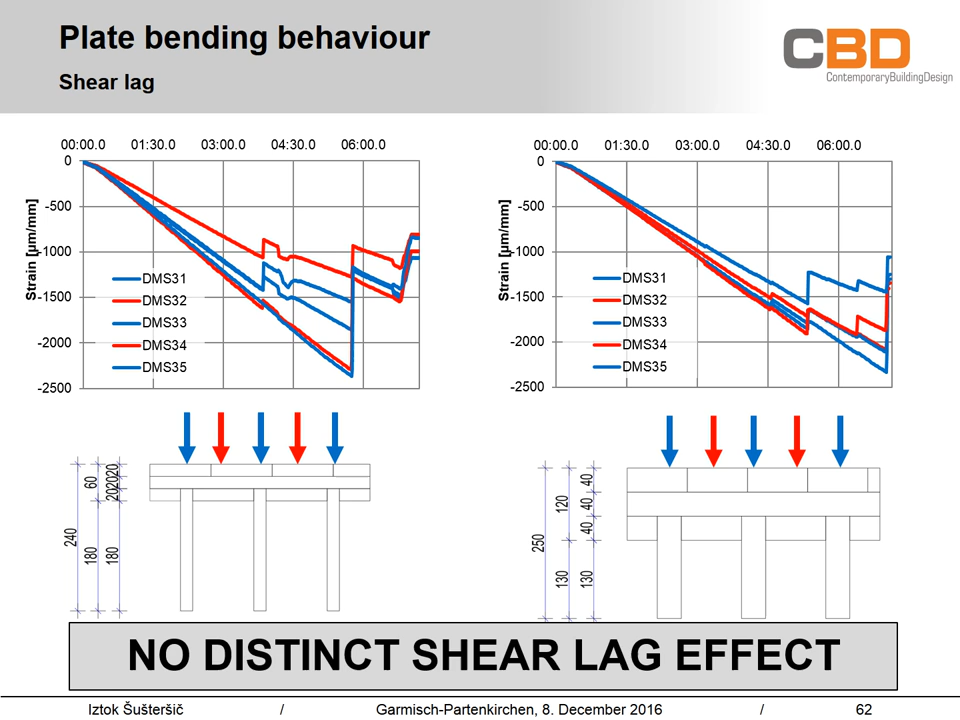 Plate bending behaviour
Shear lag
CBD
ContemporaryBuildingDesign
00:00.0 01:30.0 03:00.0 04:30.0 06:00.0
0
-500
-1000
-1500
-2000
-2500
Strain [µm/mm]
DMS31
DMS32
DMS33
DMS34
DMS35
00:00.0 01:30.0 03:00.0 04:30.0 06:00.0
0
-500
-1000
-1500
-2000
-2500
Strain [µm/mm]
DMS31
DMS32
DMS33
DMS34
DMS35
240
60
180
20
20
20
180
250
120
130
40
40
40
130
NO DISTINCT SHEAR LAG EFFECT
Iztok Šušteršič / Garmisch-Partenkirchen, 8. December 2016 / 62